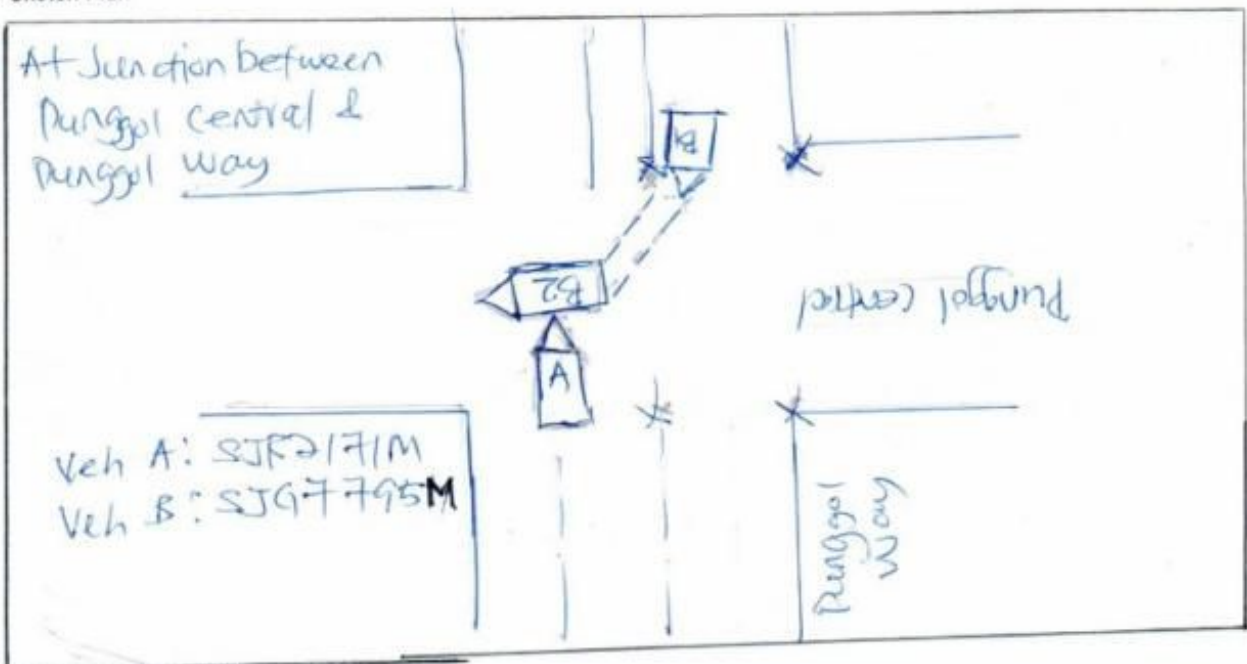 At Junction between
Punggol Central &
Punggol Way
B1
B2
A
Punggol Central
Veh A: SJF2171M
Veh B: SJG7795M
Punggol
Way